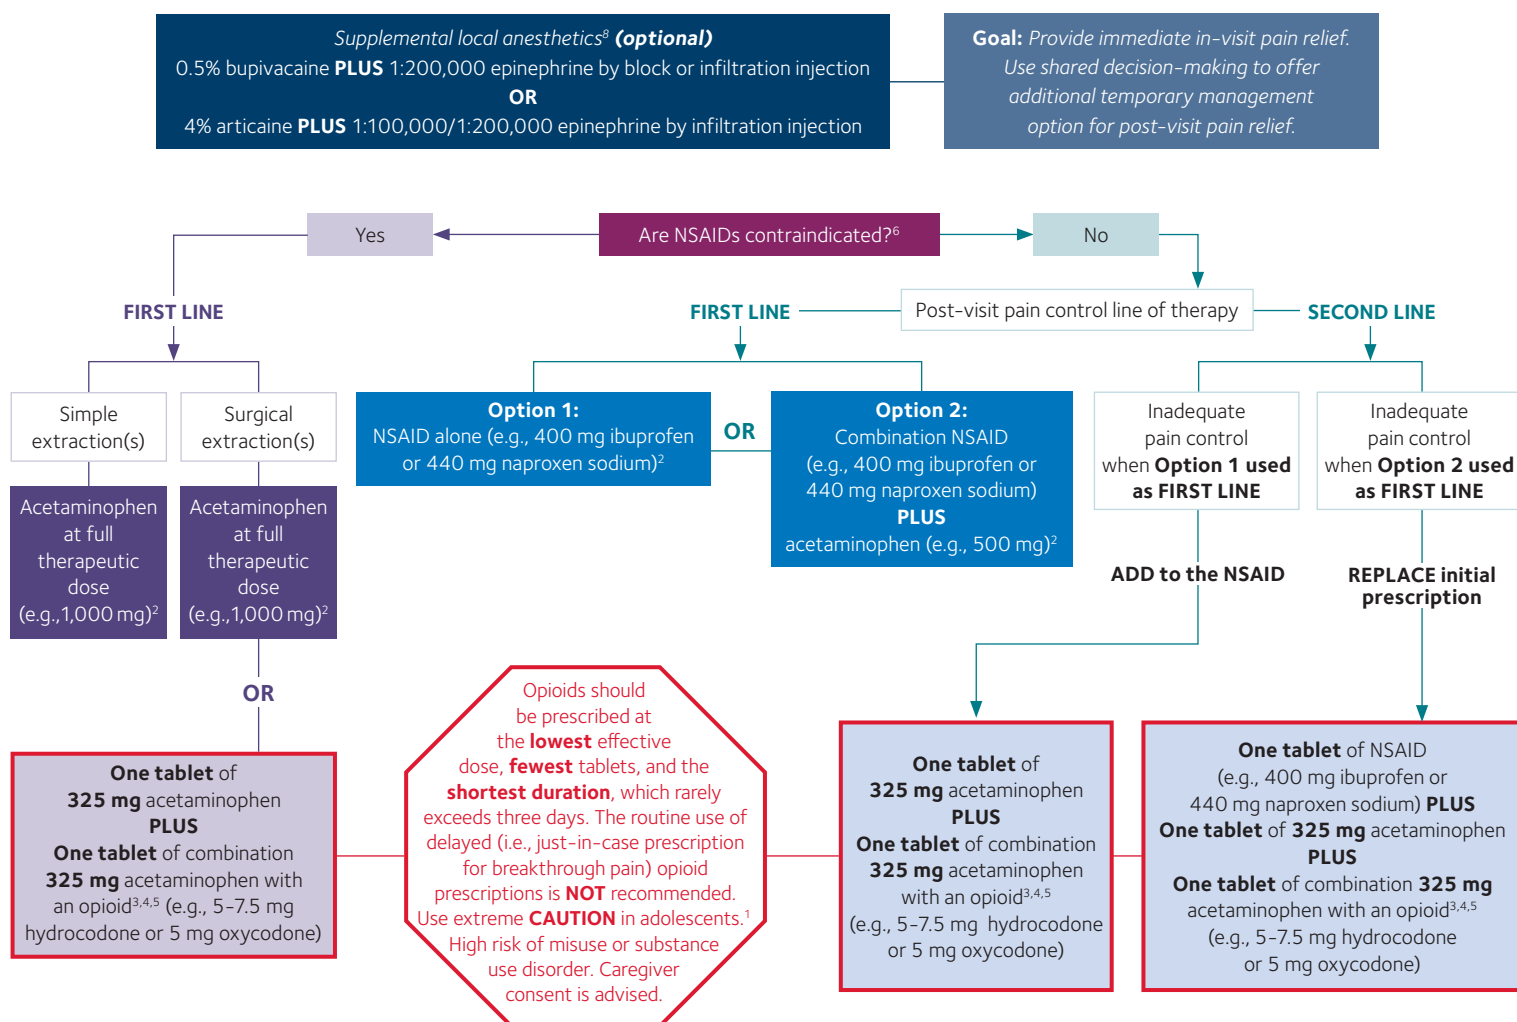 Supplemental local anesthetics⁸ (optional)
0.5% bupivacaine PLUS 1:200,000 epinephrine by block or infiltration injection
OR
4% articaine PLUS 1:100,000/1:200,000 epinephrine by infiltration injection
Goal: Provide immediate in-visit pain relief.
Use shared decision-making to offer
additional temporary management
option for post-visit pain relief.
Are NSAIDs contraindicated?⁶
Yes
No
FIRST LINE
Post-visit pain control line of therapy
FIRST LINE
SECOND LINE
Simple
extraction(s)
Surgical
extraction(s)
Acetaminophen
at full
therapeutic
dose
(e.g.,1,000 mg)²
Acetaminophen
at full
therapeutic
dose
(e.g.,1,000 mg)²
OR
One tablet of
325 mg acetaminophen
PLUS
One tablet of combination
325 mg acetaminophen with
an opioid³,⁴,⁵ (e.g., 5-7.5 mg
hydrocodone or 5 mg oxycodone)
Option 1:
NSAID alone (e.g., 400 mg ibuprofen
or 440 mg naproxen sodium)²
OR
Option 2:
Combination NSAID
(e.g., 400 mg ibuprofen or
440 mg naproxen sodium)
PLUS
acetaminophen (e.g., 500 mg)²
Inadequate
pain control
when Option 1 used
as FIRST LINE
Inadequate
pain control
when Option 2 used
as FIRST LINE
ADD to the NSAID
REPLACE initial
prescription
Opioids should
be prescribed at
the lowest effective
dose, fewest tablets, and the
shortest duration, which rarely
exceeds three days. The routine use of
delayed (i.e., just-in-case prescription
for breakthrough pain) opioid
prescriptions is NOT recommended.
Use extreme CAUTION in adolescents.¹
High risk of misuse or substance
use disorder. Caregiver
consent is advised.
One tablet of
325 mg acetaminophen
PLUS
One tablet of combination
325 mg acetaminophen
with an opioid³,⁴,⁵
(e.g., 5-7.5 mg hydrocodone
or 5 mg oxycodone)
One tablet of NSAID
(e.g., 400 mg ibuprofen or
440 mg naproxen sodium) PLUS
One tablet of 325 mg acetaminophen
PLUS
One tablet of combination 325 mg
acetaminophen with an opioid³,⁴,⁵
(e.g., 5-7.5 mg hydrocodone
or 5 mg oxycodone)